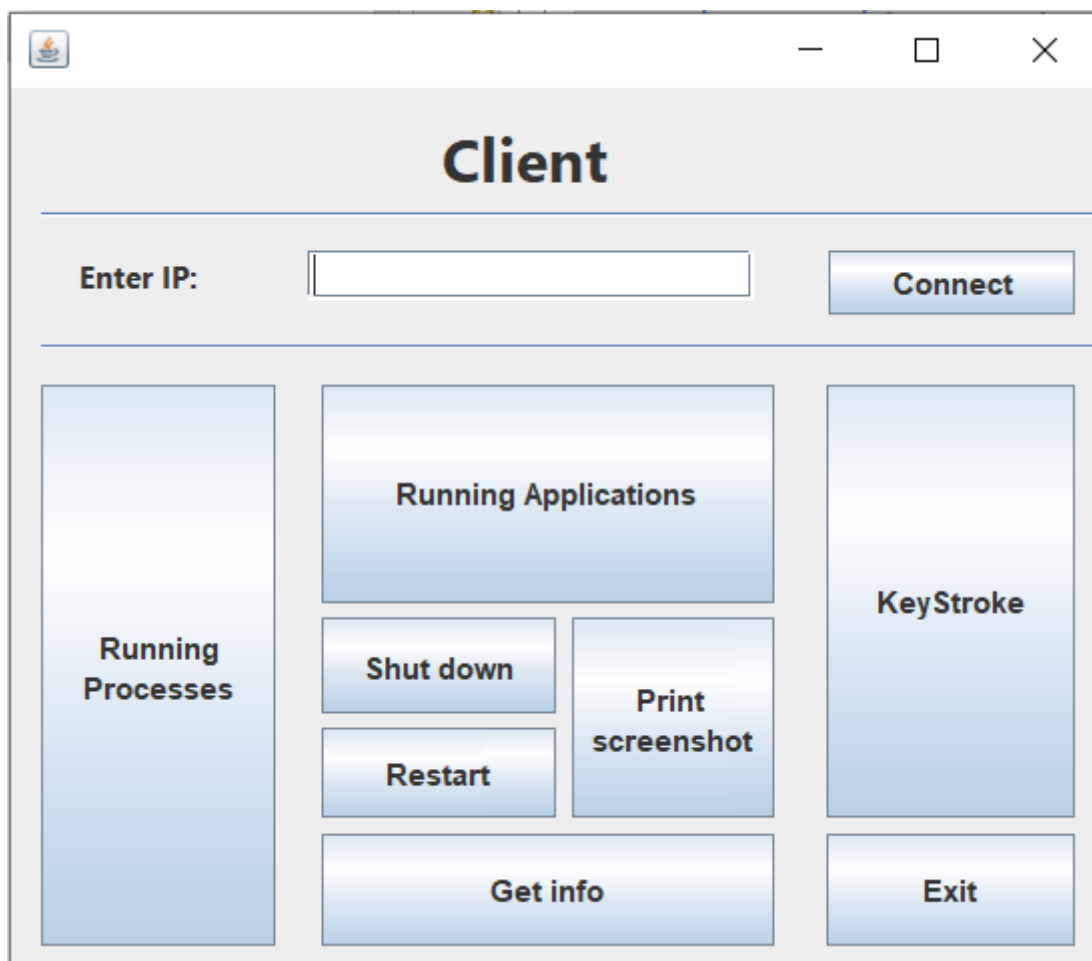 Client
Enter IP:
Connect
Running
Processes
Running Applications
KeyStroke
Shut down
Print
screenshot
Restart
Get info
Exit